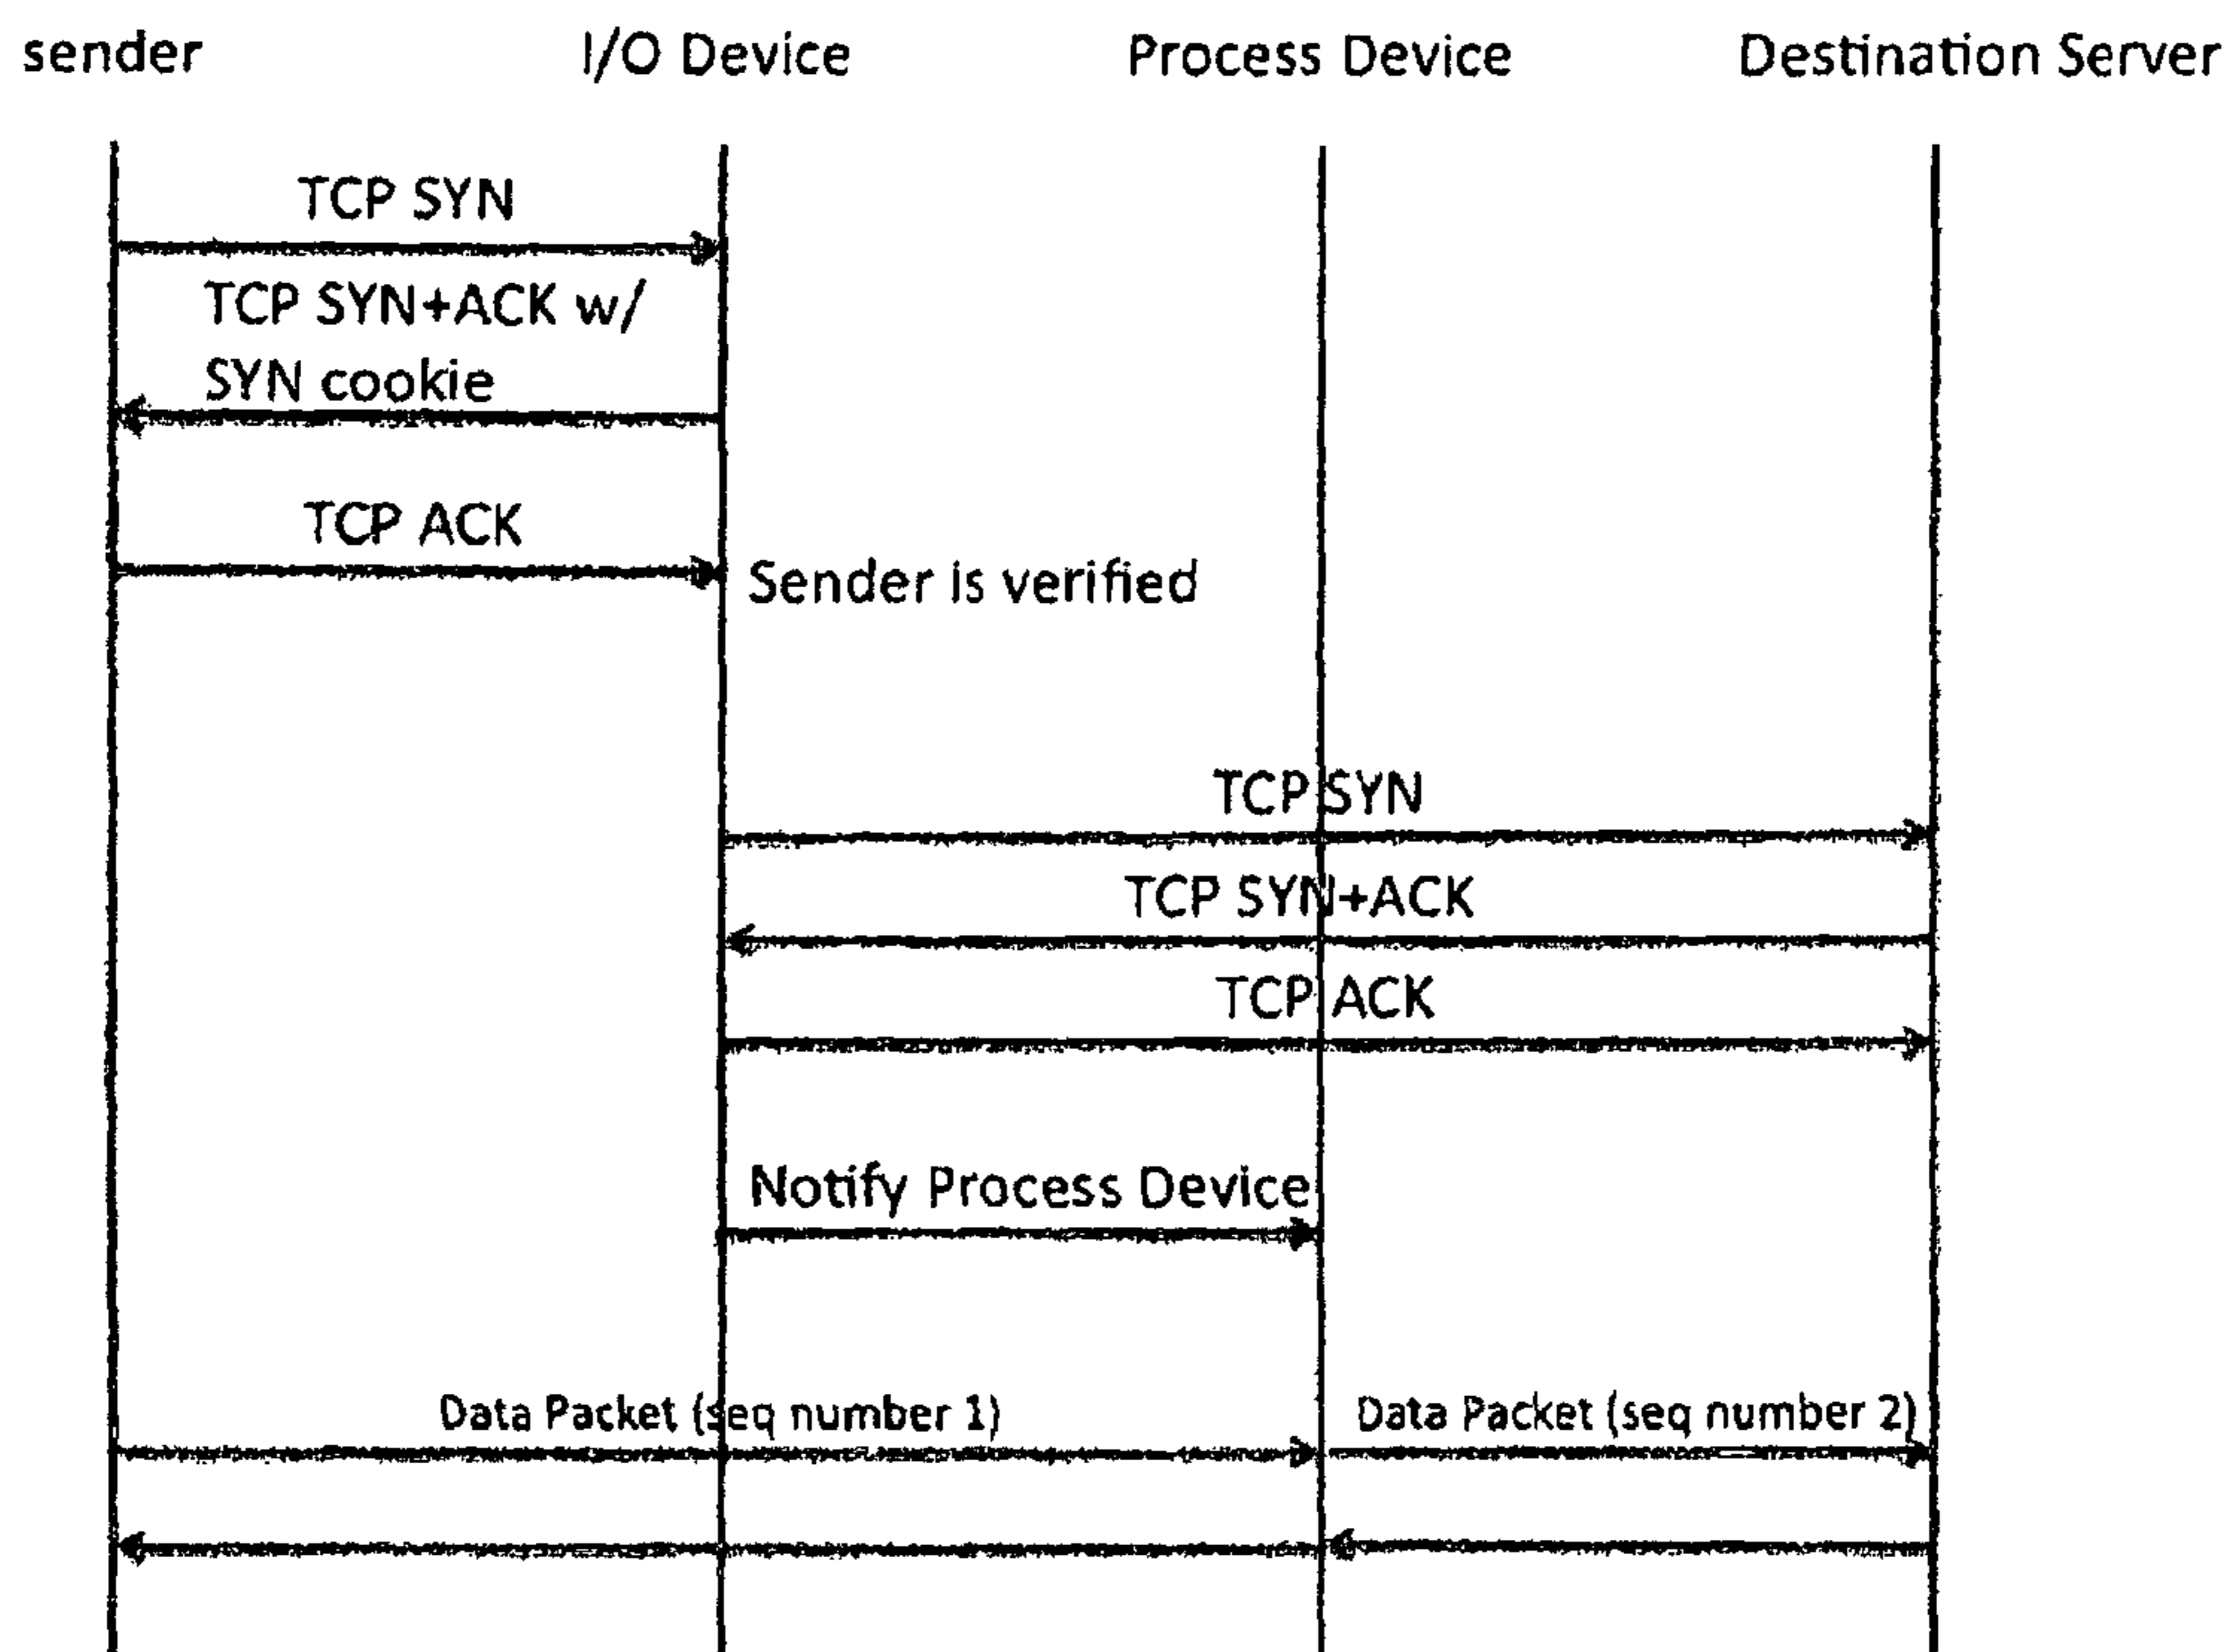 sender
I/O Device
Process Device
Destination Server
TCP SYN
TCP SYN+ACK w/
SYN cookie
TCP ACK
Sender is verified
TCP SYN
TCP SYN+ACK
TCP ACK
Notify Process Device
Data Packet (seq number 1)
Data Packet (seq number 2)